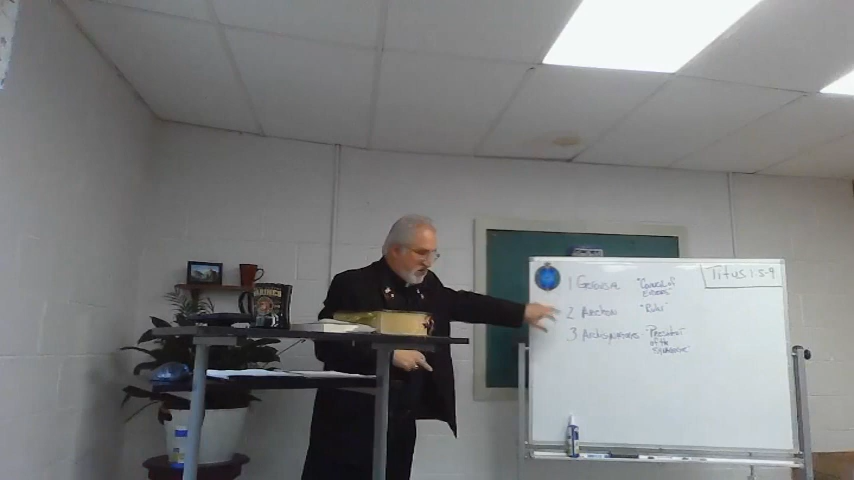 Titus 1:5-9
1 Gerousia "Council of Elders"
2 Archon "Ruler"
3 Archisynagogos "President of the Synagogue"
MARINES